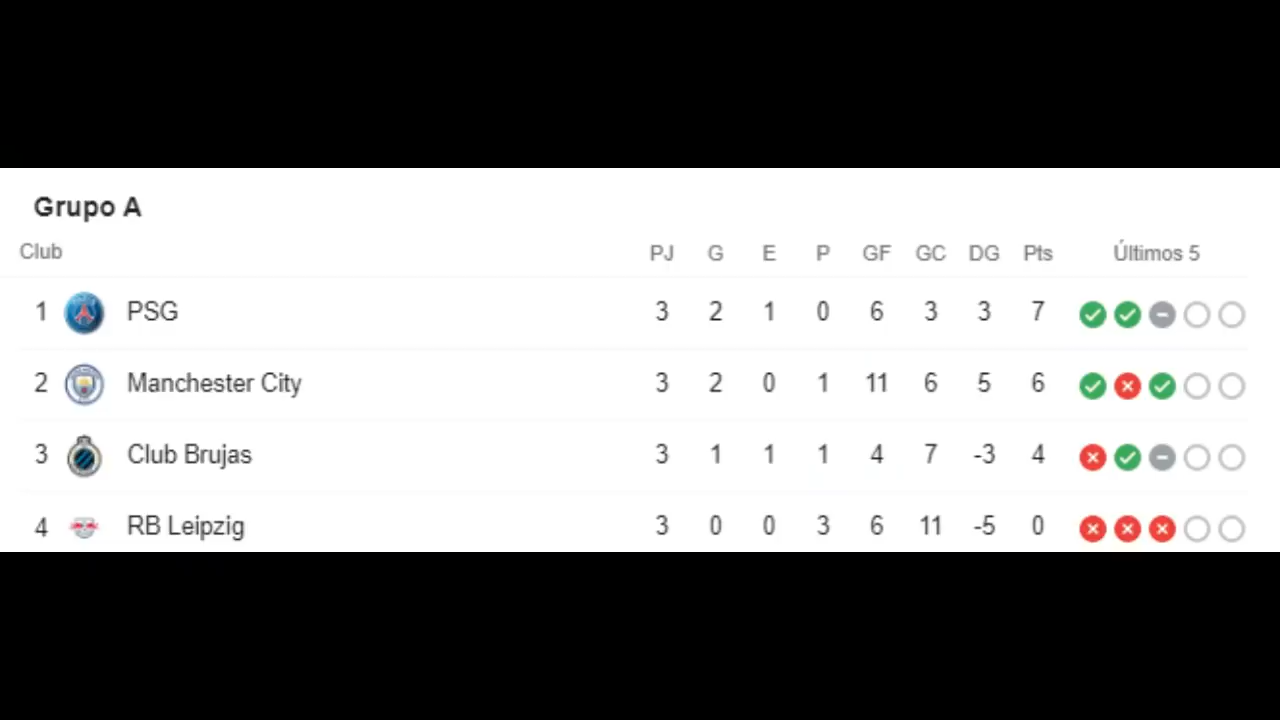 Grupo A
Club PJ G E P GF GC DG Pts Últimos 5
1 PSG 3 2 1 0 6 3 3 7
2 Manchester City 3 2 0 1 11 6 5 6
3 Club Brujas 3 1 1 1 4 7 -3 4
4 RB Leipzig 3 0 0 3 6 11 -5 0